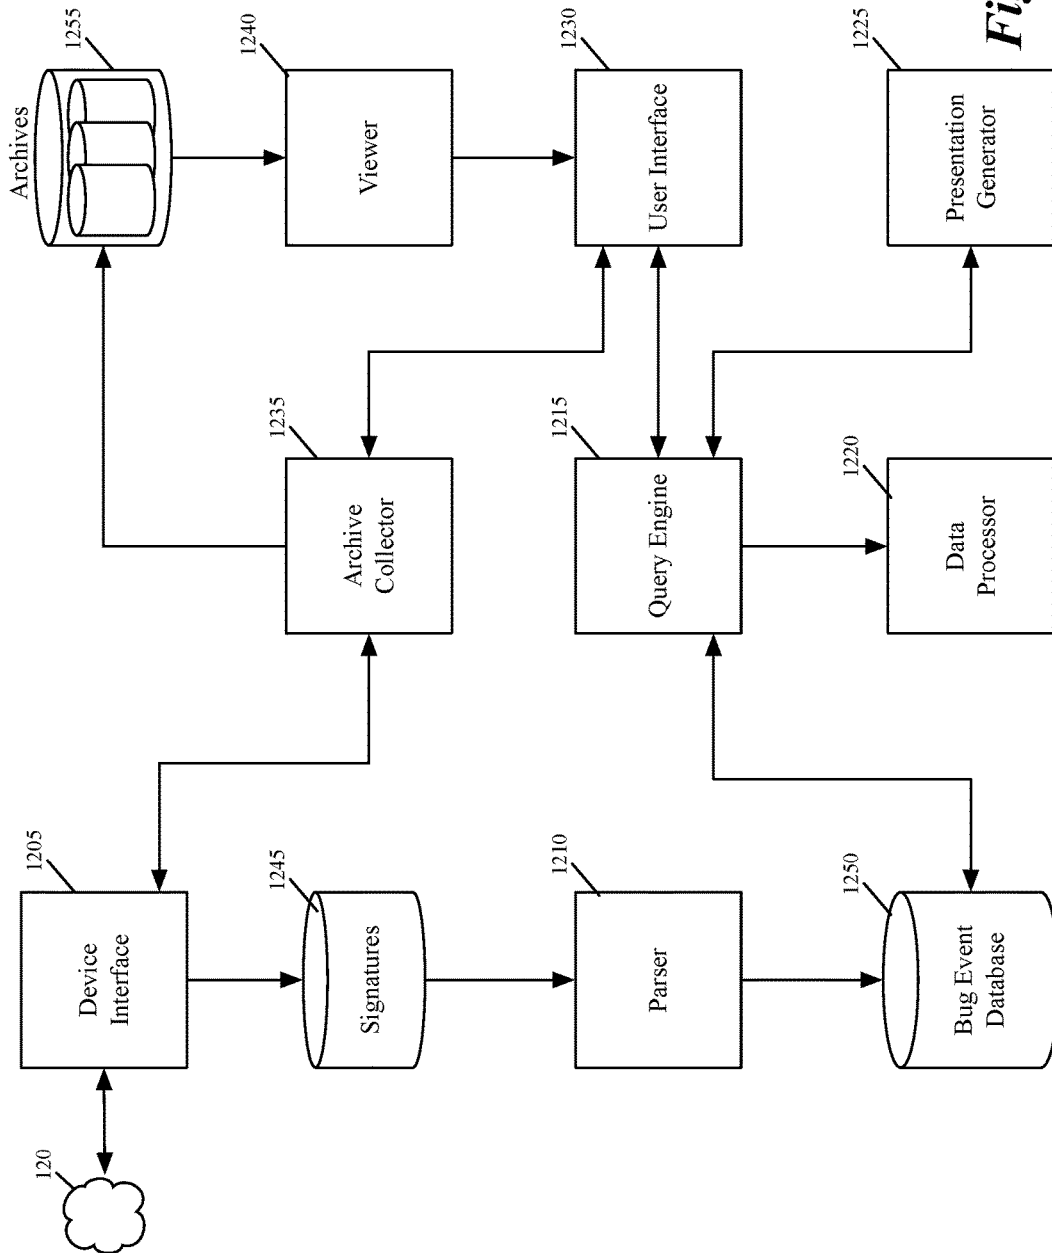 120
1205
Device
Interface
1245
Signatures
1210
Parser
1250
Bug Event
Database
1235
Archive
Collector
1215
Query Engine
1220
Data
Processor
Archives
1255
1240
Viewer
1230
User Interface
1225
Presentation
Generator